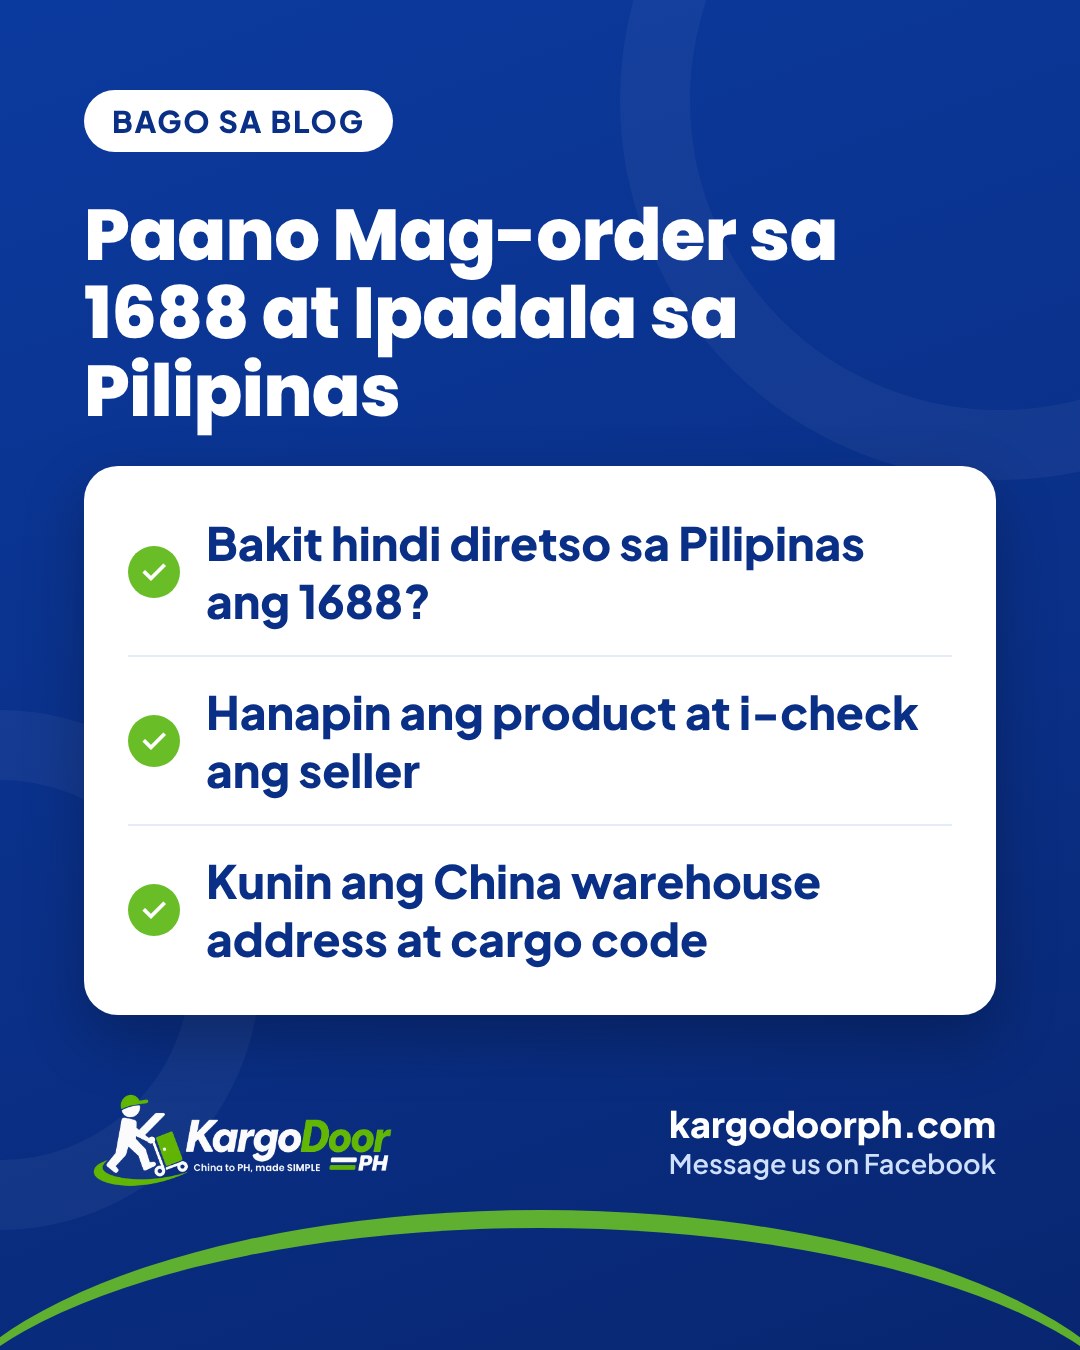 BAGO SA BLOG
Paano Mag-order sa
1688 at Ipadala sa
Pilipinas
Bakit hindi diretso sa Pilipinas
ang 1688?
Hanapin ang product at i-check
ang seller
Kunin ang China warehouse
address at cargo code
KargoDoor
China to PH, made SIMPLE
PH
kargodoorph.com
Message us on Facebook